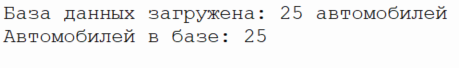 База данных загружена: 25 автомобилей
Автомобилей в базе: 25